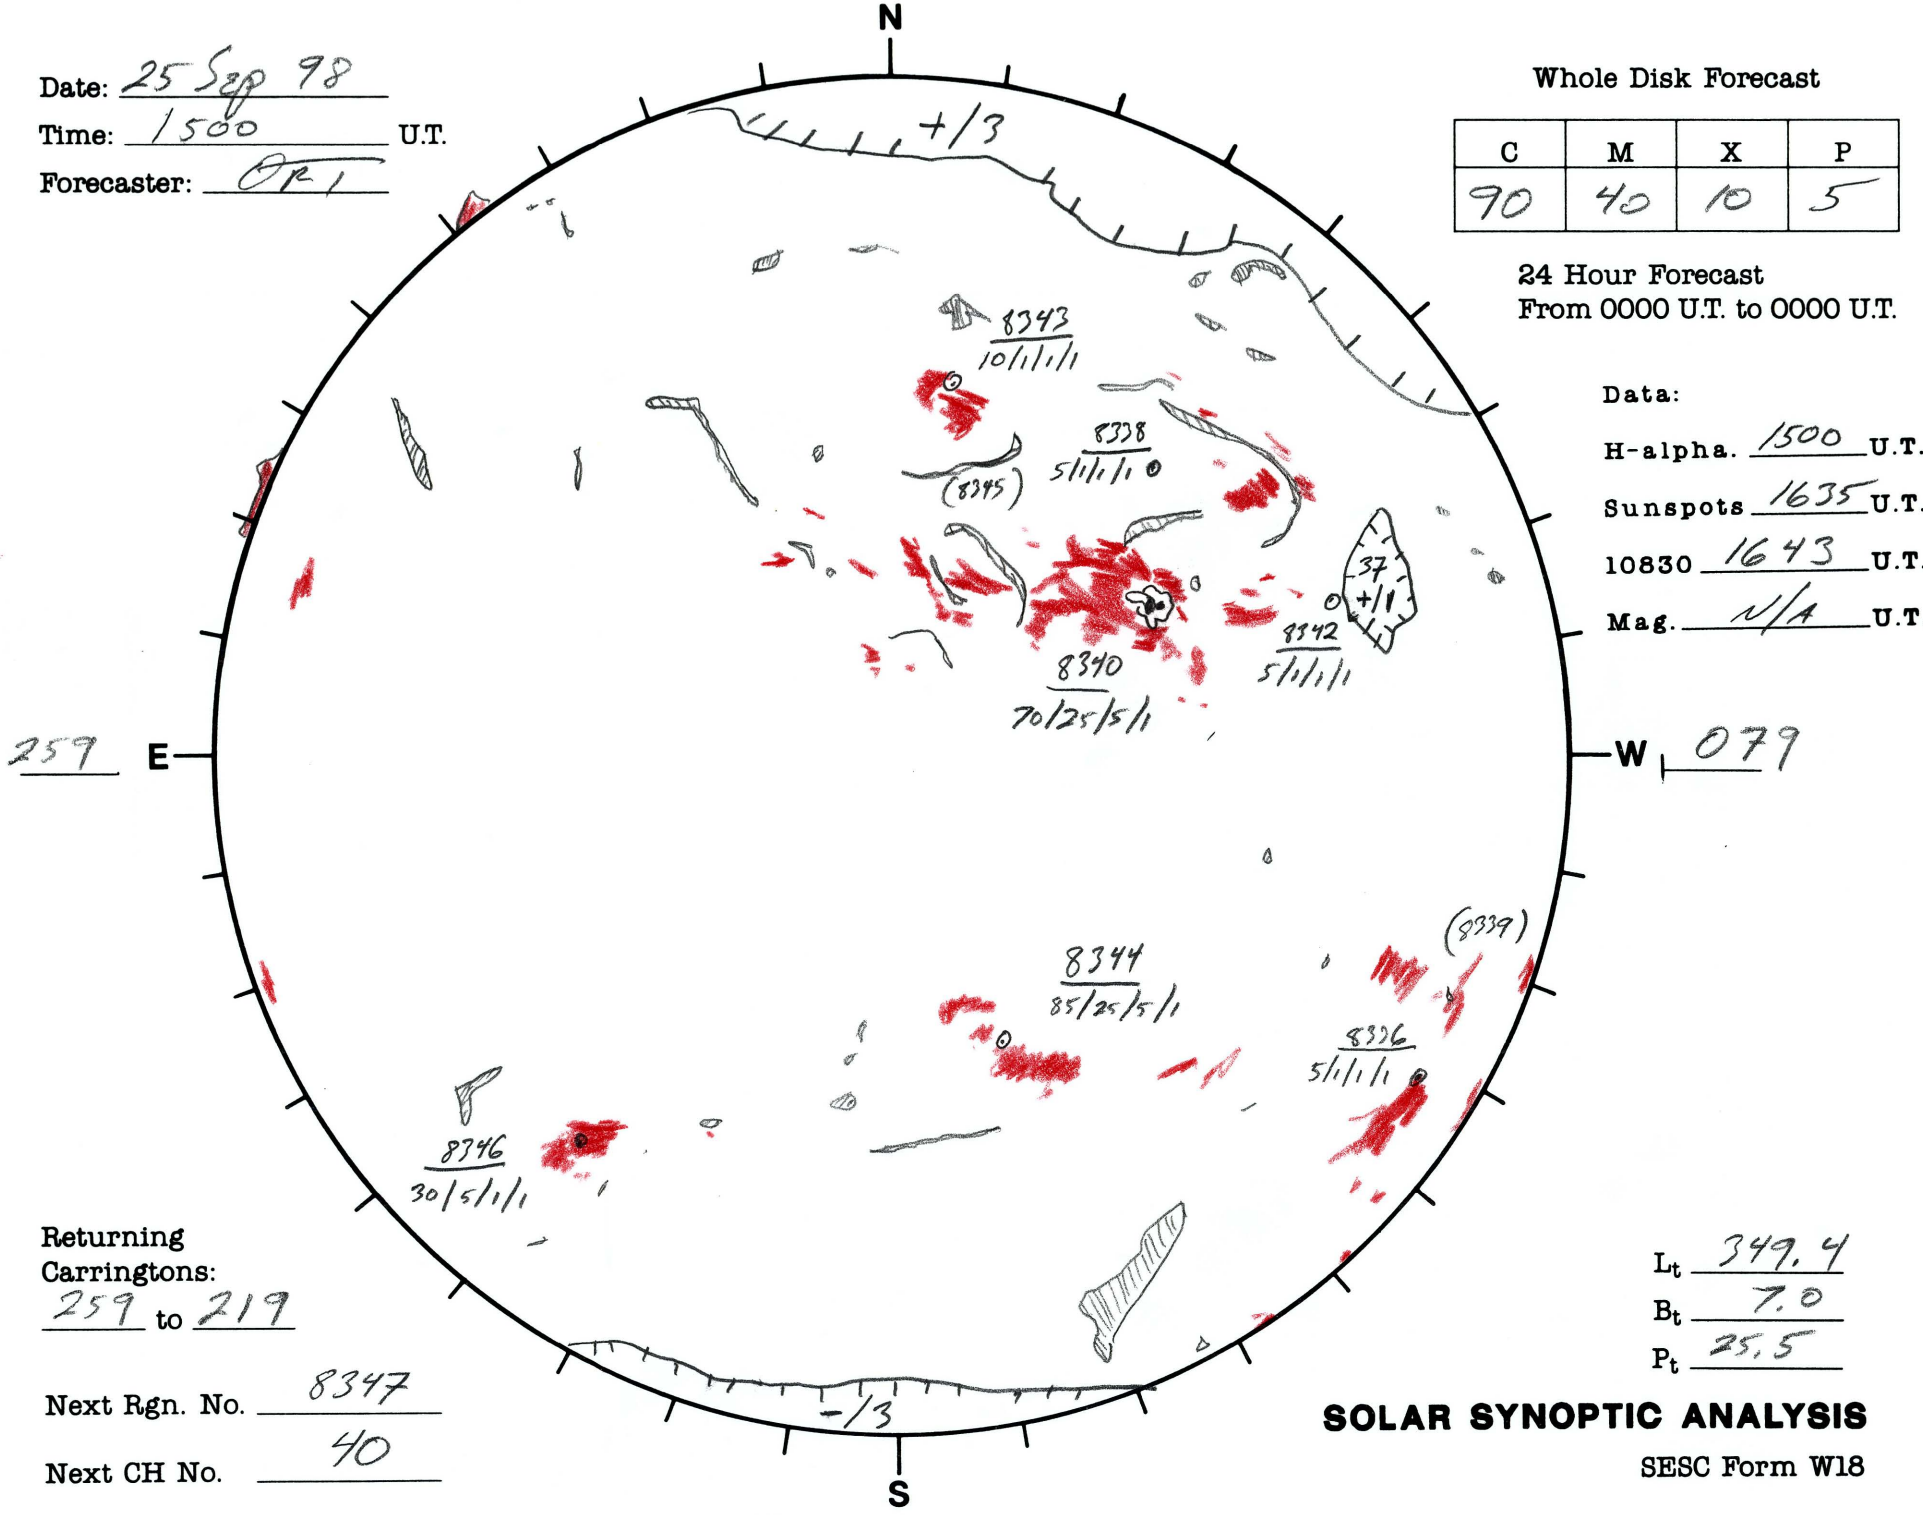 N
Date: 25 Sep 98
Time: 1500 U.T.
Forecaster:
Whole Disk Forecast
C M X P
90 40 10 5
24 Hour Forecast
From 0000 U.T. to 0000 U.T.
Data:
H-alpha. 1500 U.T.
Sunspots 1635 U.T.
10830 1643 U.T.
Mag. N/A U.T
+/3
8343
10/1/1/1
8338
5/1/1/1
(8345)
37
+/1
8342
5/1/1/1
8340
70/25/5/1
259 E
W 079
(8339)
8344
85/25/5/1
8336
5/1/1/1
8346
30/5/1/1
-/3
Returning
Carringtons:
259 to 219
Next Rgn. No. 8347
Next CH No. 40
Lt 349.4
Bt 7.0
Pt 25.5
SOLAR SYNOPTIC ANALYSIS
SESC Form W18
S